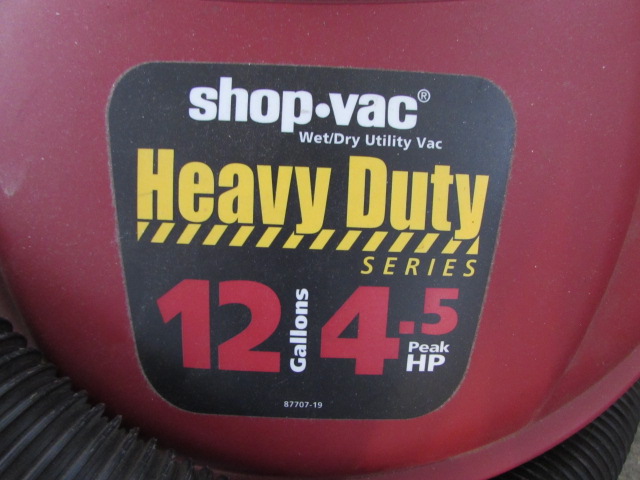 shop·vac®
Wet/Dry Utility Vac
Heavy Duty
SERIES
12 Gallons 4.5 Peak HP
87707-19